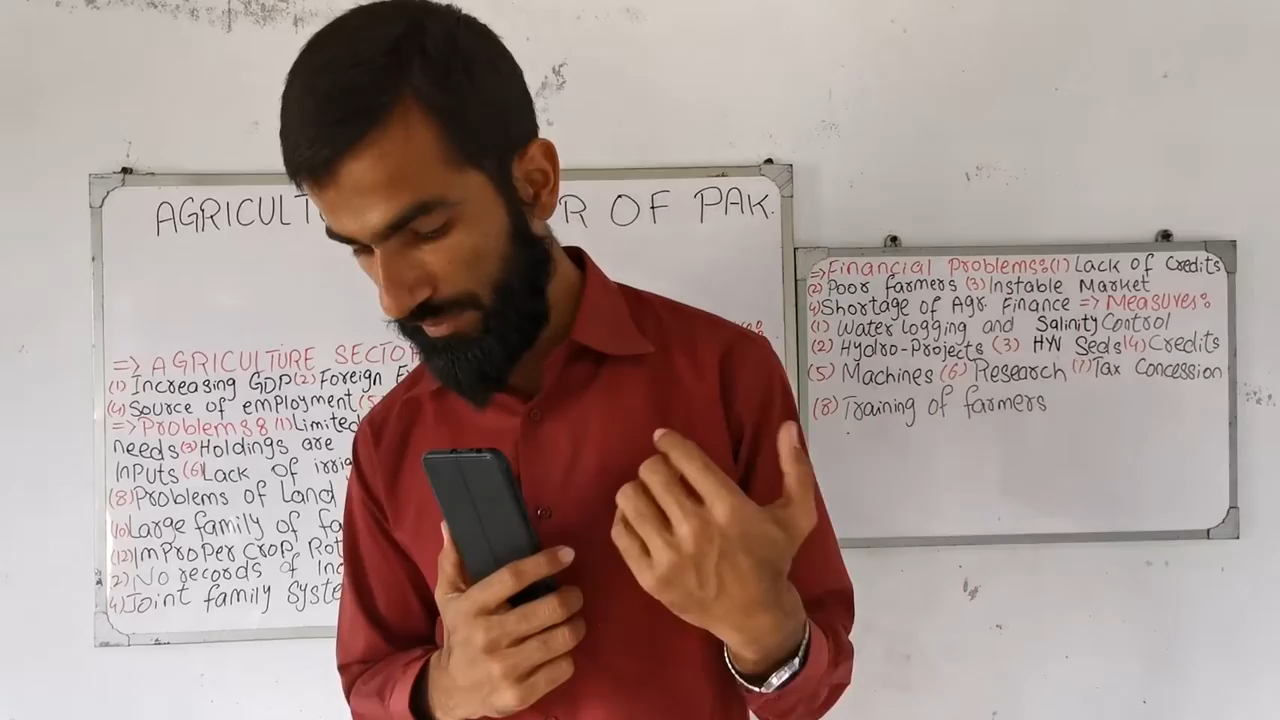 AGRICULT R OF PAK.
=> AGRICULTURE SECTO
(1) Increasing GDP (2) Foreign E
(4) Source of employment (5
=> Problems: (1) Limited
needs (3) Holdings are
InPuts (6) Lack of irrig
(8) Problems of Land
(10) Large family of fa
(12) ImProPer crop Rot
2) No records of Inc
4) Joint family Syste
=> Financial Problems: (1) Lack of Credits
(2) Poor farmers (3) Instable Market
(4) Shortage of Agr. Finance => Measures:
(1) Water logging and Salinity Control
(2) Hydro-Projects (3) HY Seeds (4) Credits
(5) Machines (6) Research (7) Tax Concession
(8) Training of farmers